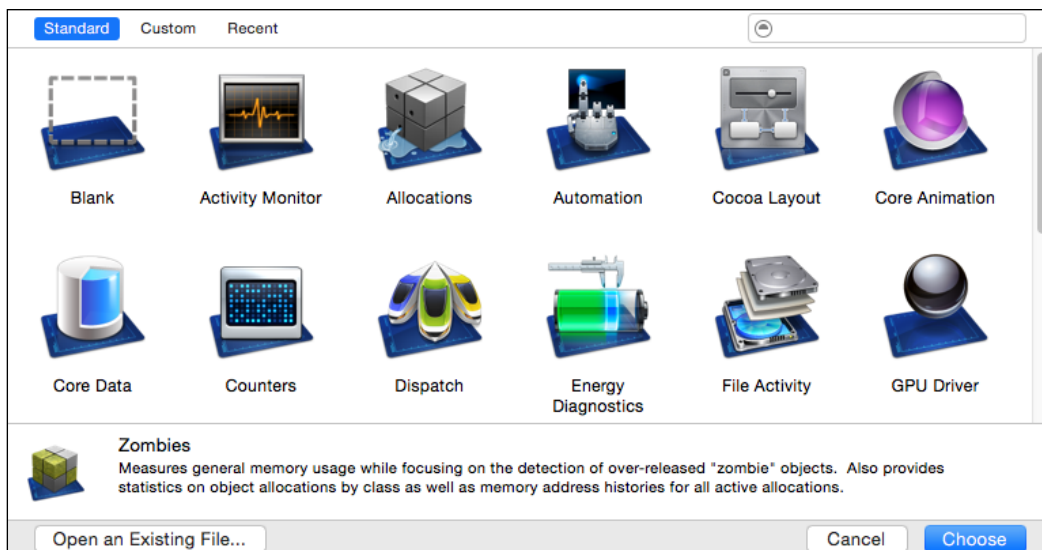 Standard Custom Recent
Blank Activity Monitor Allocations Automation Cocoa Layout Core Animation
Core Data Counters Dispatch Energy Diagnostics File Activity GPU Driver
Zombies
Measures general memory usage while focusing on the detection of over-released "zombie" objects.  Also provides
statistics on object allocations by class as well as memory address histories for all active allocations.
Open an Existing File... Cancel Choose